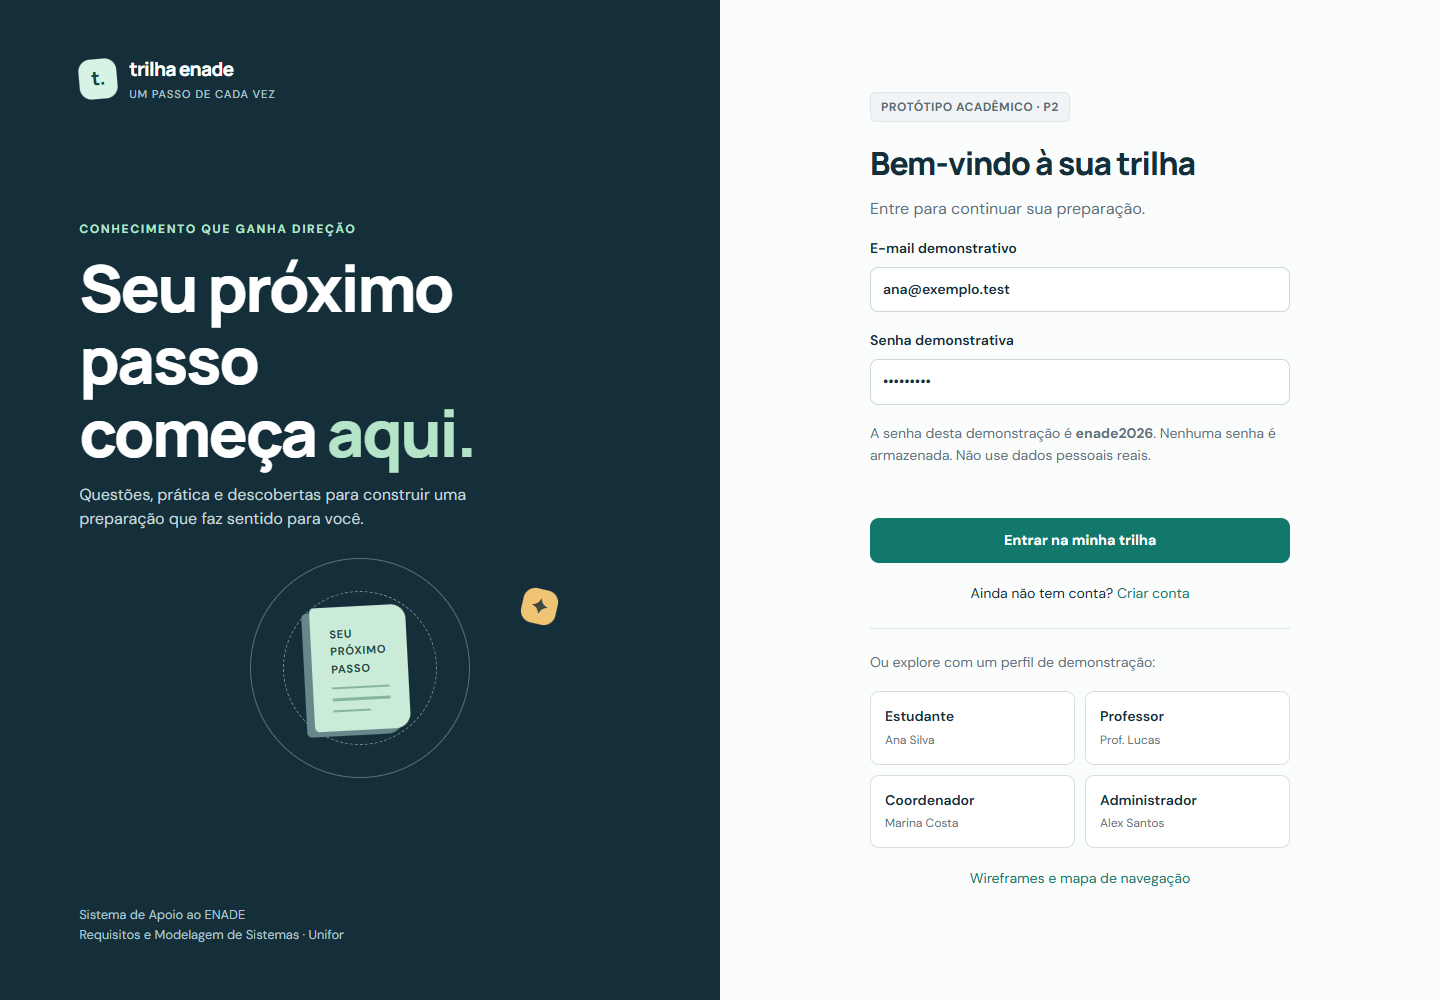 t.
trilha enade
UM PASSO DE CADA VEZ
CONHECIMENTO QUE GANHA DIREÇÃO
Seu próximo
passo
começa aqui.
Questões, prática e descobertas para construir uma
preparação que faz sentido para você.
SEU
PRÓXIMO
PASSO
Sistema de Apoio ao ENADE
Requisitos e Modelagem de Sistemas · Unifor
PROTÓTIPO ACADÊMICO · P2
Bem-vindo à sua trilha
Entre para continuar sua preparação.
E-mail demonstrativo
ana@exemplo.test
Senha demonstrativa
•••••••••
A senha desta demonstração é enade2026. Nenhuma senha é
armazenada. Não use dados pessoais reais.
Entrar na minha trilha
Ainda não tem conta? Criar conta
Ou explore com um perfil de demonstração:
Estudante
Ana Silva
Professor
Prof. Lucas
Coordenador
Marina Costa
Administrador
Alex Santos
Wireframes e mapa de navegação